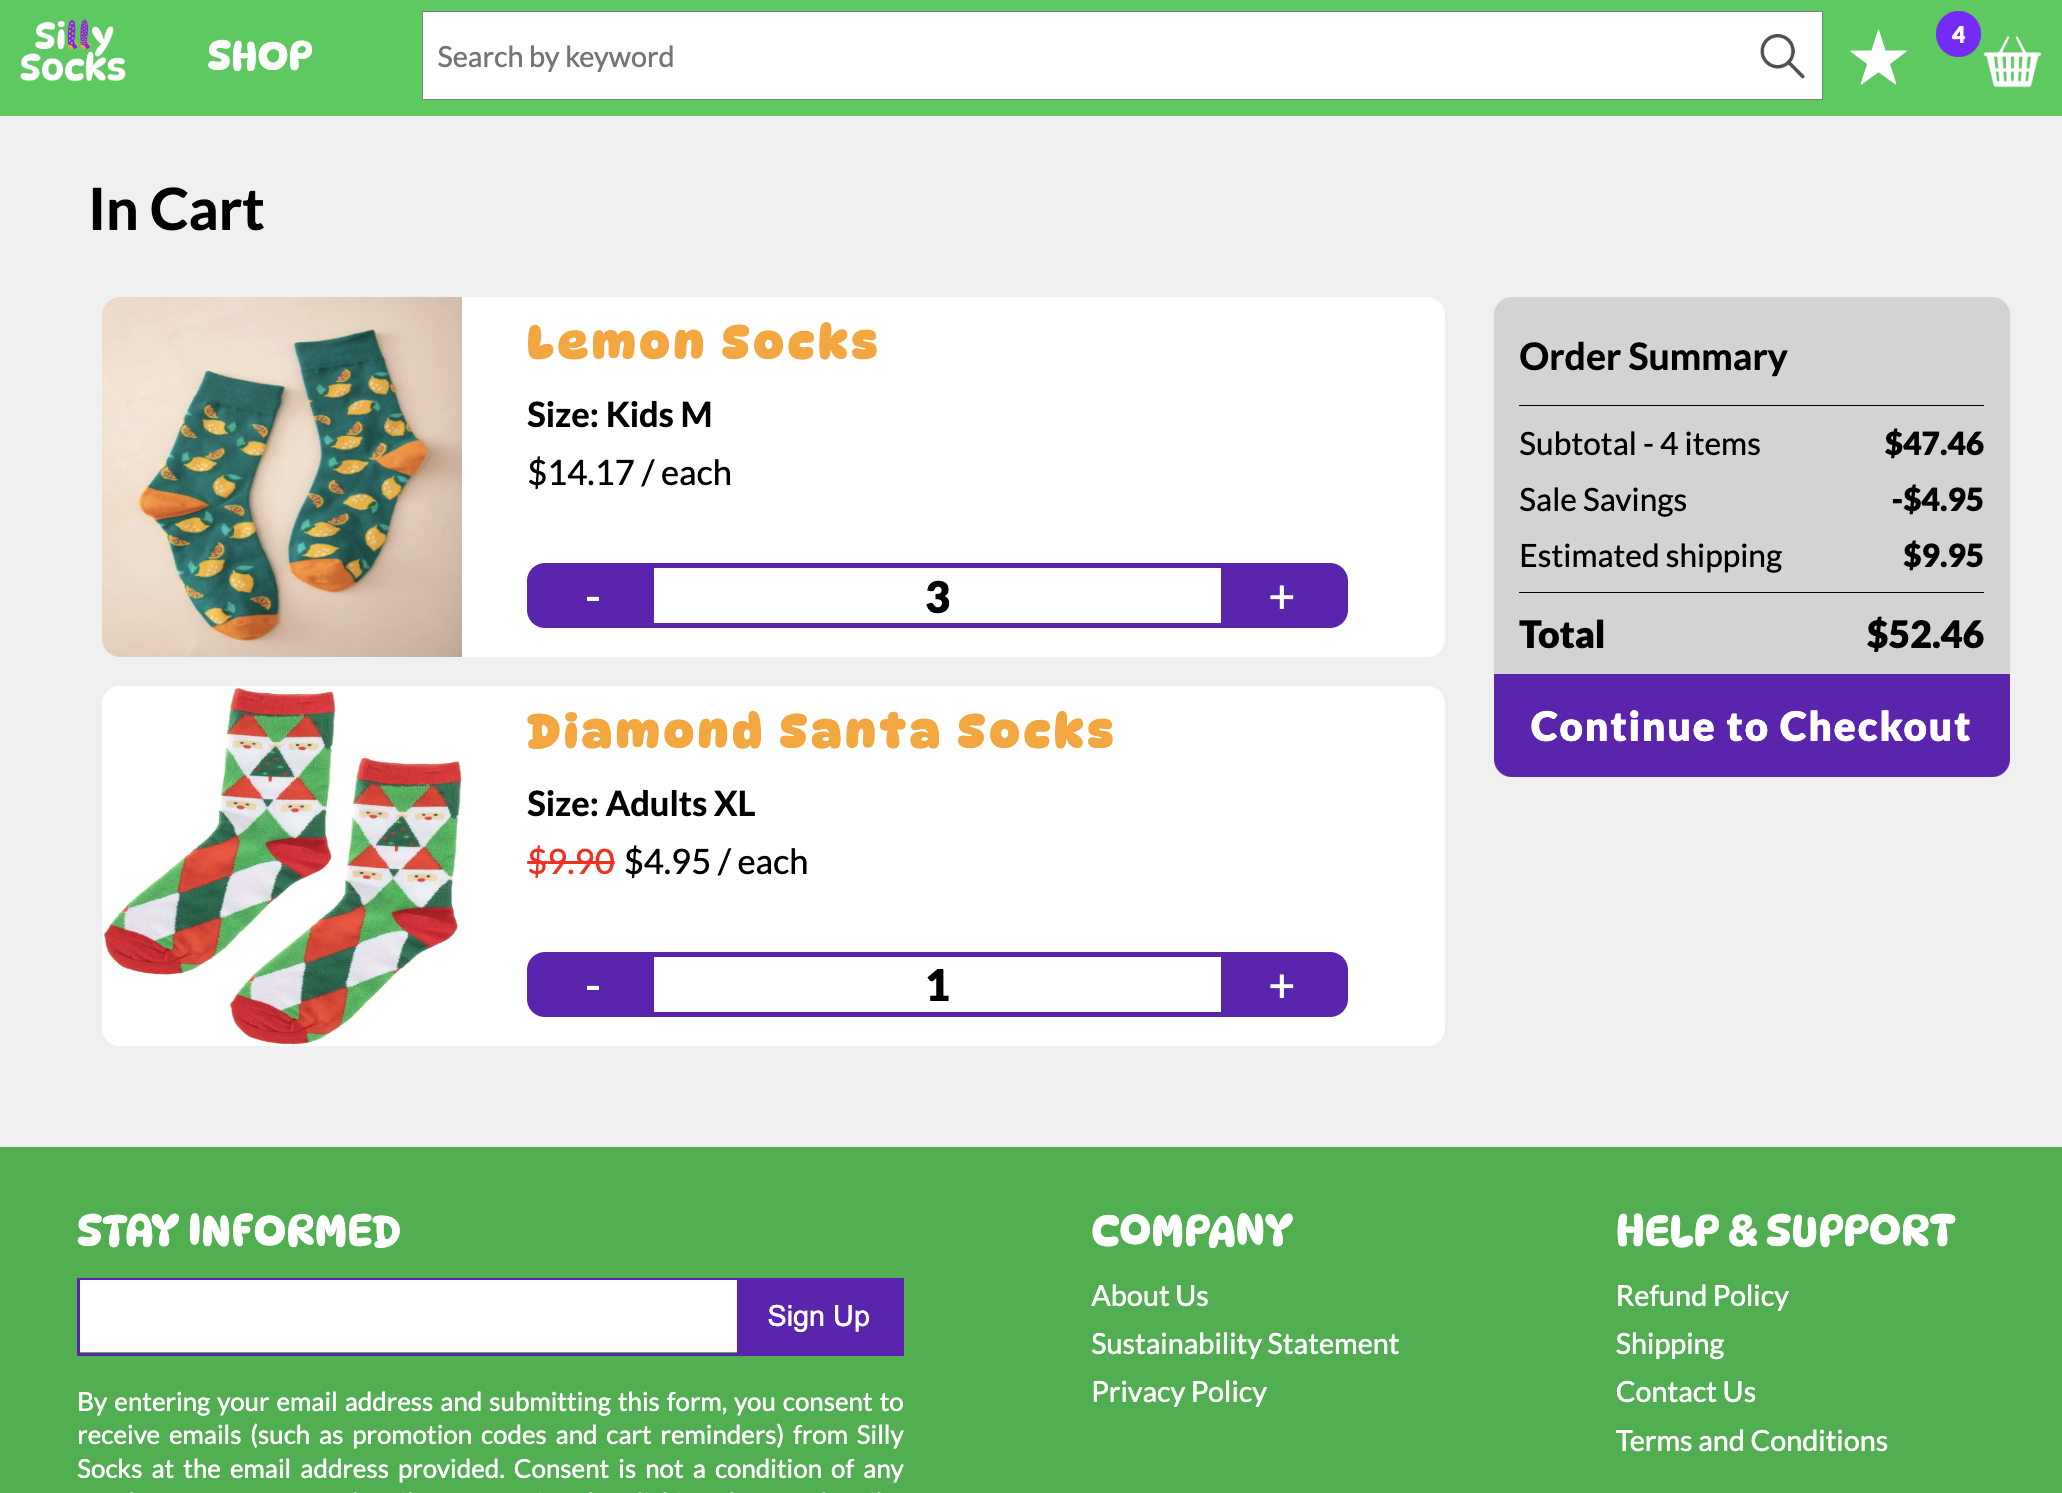 Silly
Socks
SHOP
Search by keyword
4
In Cart
Lemon Socks
Size: Kids M
$14.17 / each
- 3 +
Diamond Santa Socks
Size: Adults XL
$9.90 $4.95 / each
- 1 +
Order Summary
Subtotal - 4 items $47.46
Sale Savings -$4.95
Estimated shipping $9.95
Total $52.46
Continue to Checkout
STAY INFORMED
Sign Up
By entering your email address and submitting this form, you consent to
receive emails (such as promotion codes and cart reminders) from Silly
Socks at the email address provided. Consent is not a condition of any
COMPANY
About Us
Sustainability Statement
Privacy Policy
HELP & SUPPORT
Refund Policy
Shipping
Contact Us
Terms and Conditions